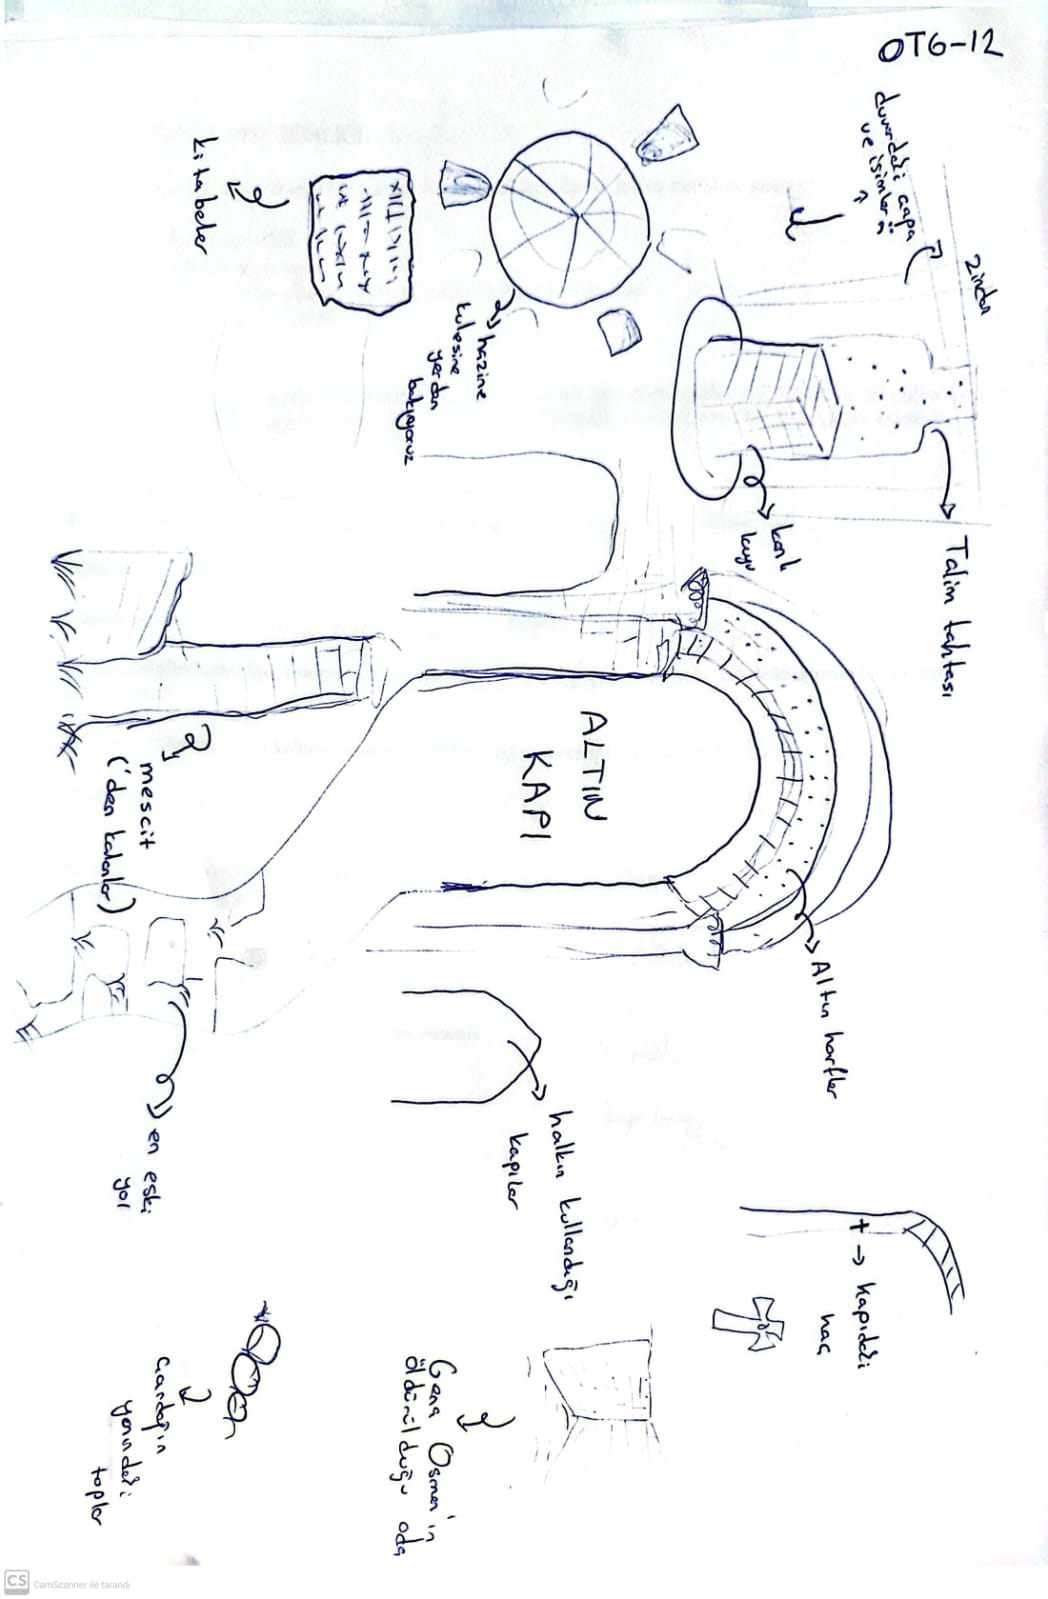 OTG-12
zindan
duvardaki çapa
ve isimler
Talim tahtası
kanlı
kuyu
hazine
kulesine
yerden
bakıyoruz
kitabeler
ALTIN
KAPI
Altın harfler
mescit
('den kalanlar)
en eski
yol
halkın kullandığı
kapılar
+ → kapıdaki
haç
Genç Osman'ın
öldürüldüğü oda
çardağın
yanındaki
toplar
CS CamScanner ile tarandı